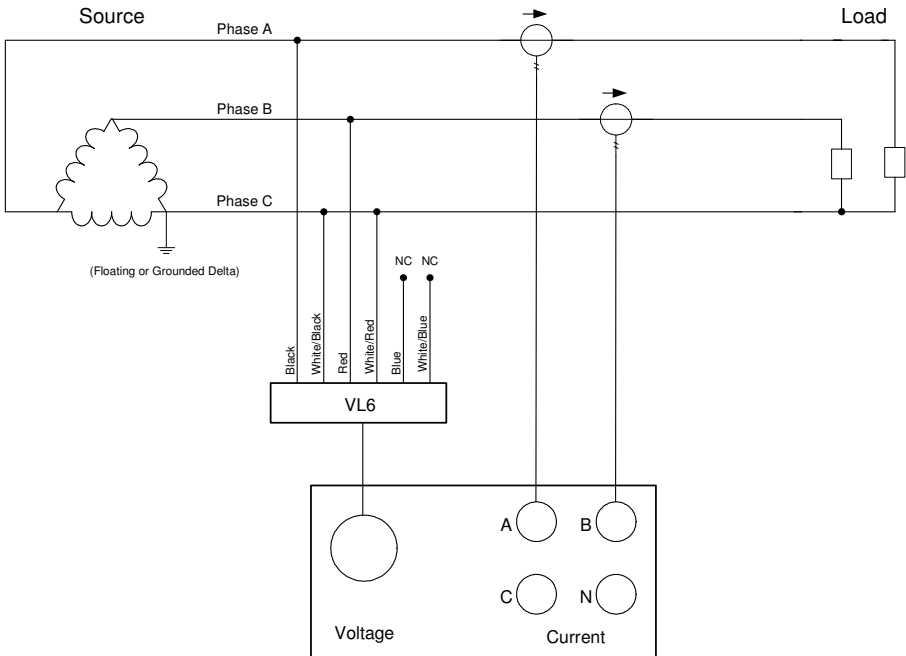 Source
Load
Phase A
Phase B
Phase C
(Floating or Grounded Delta)
NC NC
Black
White/Black
Red
White/Red
Blue
White/Blue
VL6
A B
C N
Voltage
Current